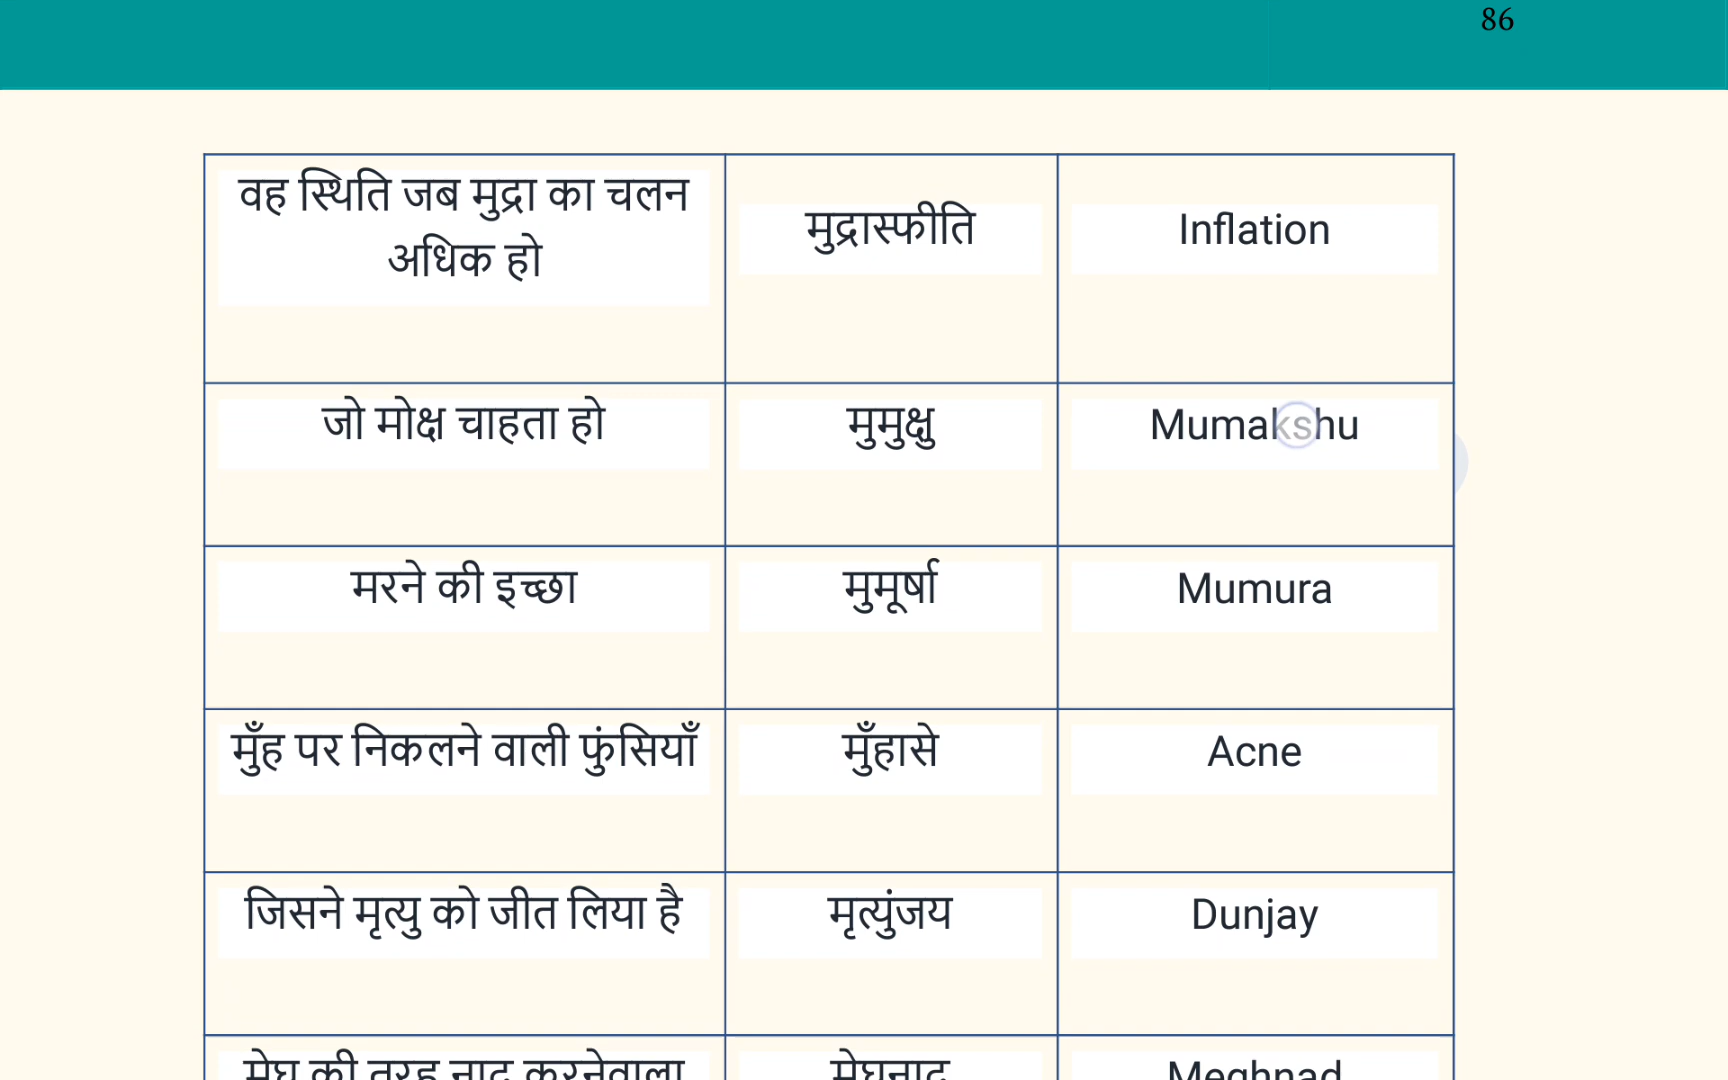 86
वह स्थिति जब मुद्रा का चलन
अधिक हो
मुद्रास्फीति
Inflation
जो मोक्ष चाहता हो
मुमुक्षु
Mumakshu
मरने की इच्छा
मुमूर्षा
Mumura
मुँह पर निकलने वाली फुंसियाँ
मुँहासे
Acne
जिसने मृत्यु को जीत लिया है
मृत्युंजय
Dunjay
मेघ की तरह नाद करनेवाला
मेघनाद
Meghnad